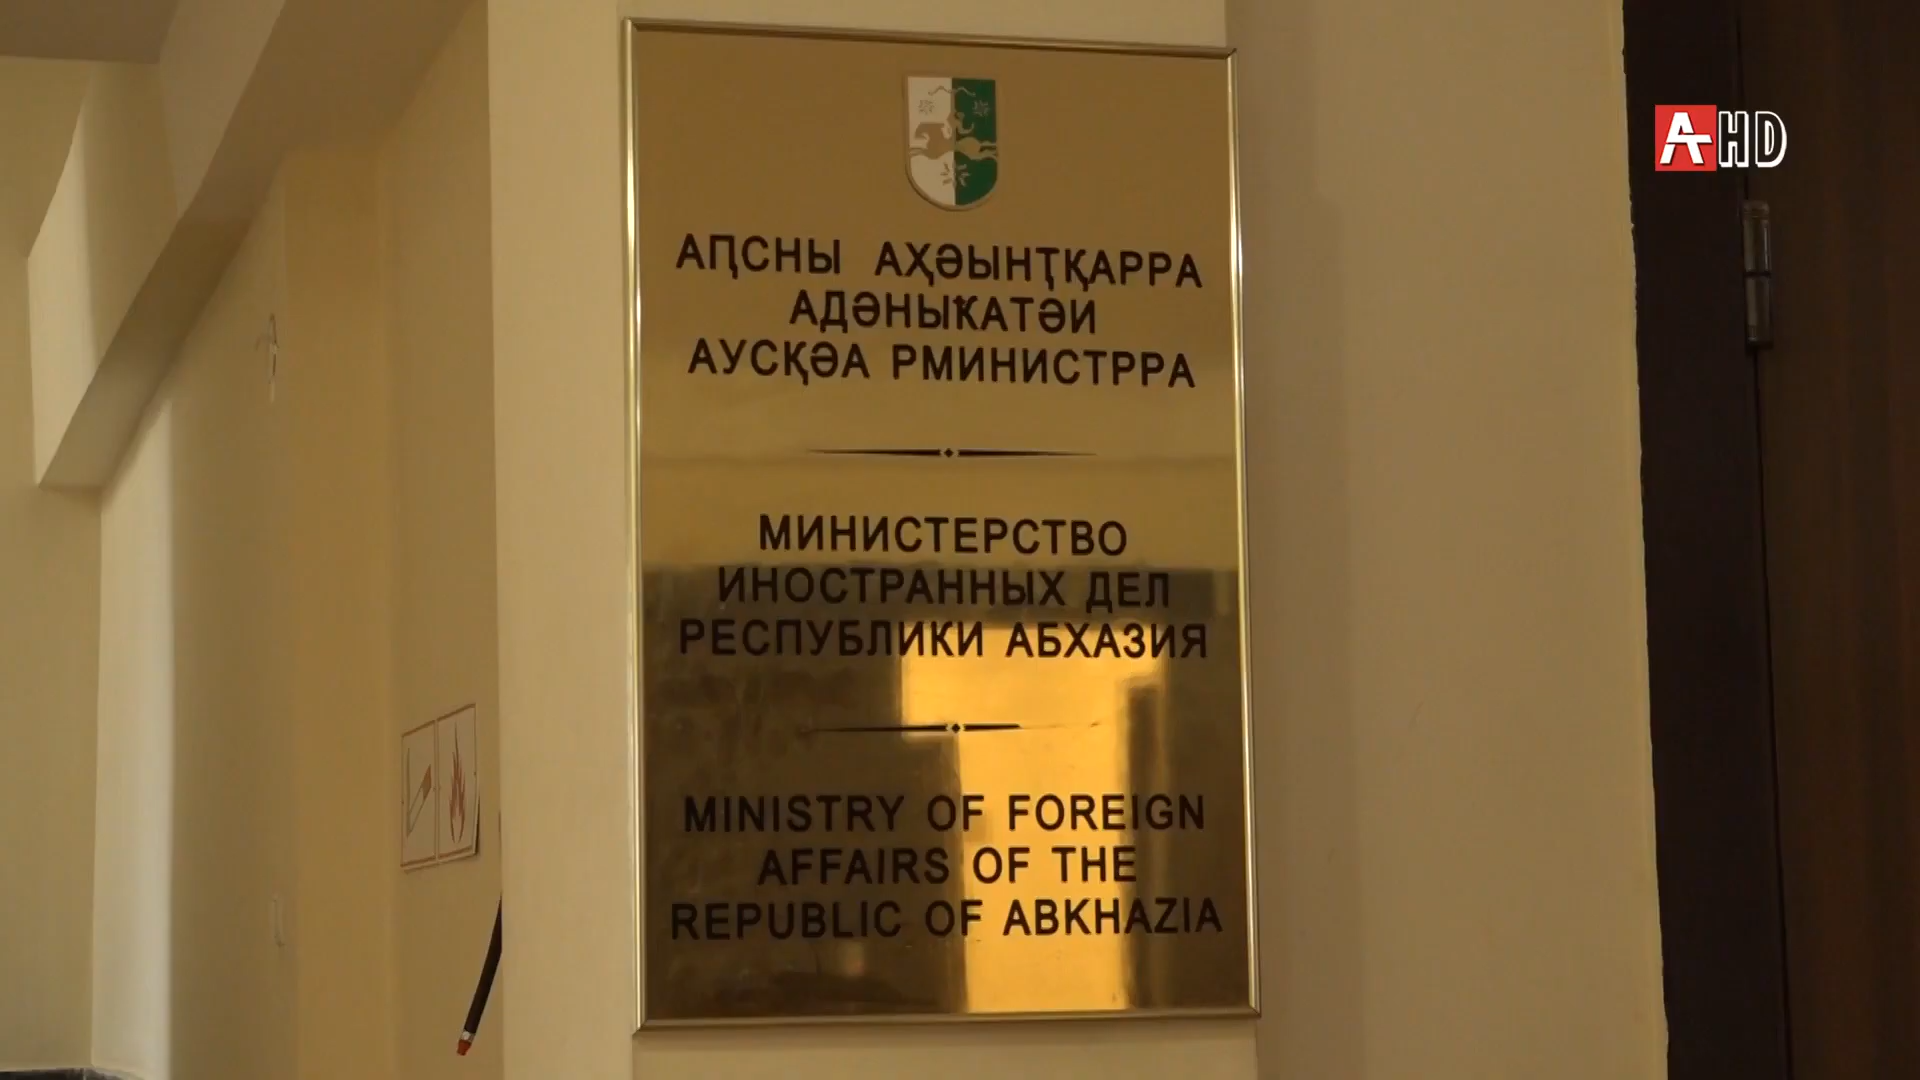 A HD
АԤСНЫ АҲӘЫНҬҚАРРА
АДӘНЫҞАТӘИ
АУСҚӘА РМИНИСТРРА
МИНИСТЕРСТВО
ИНОСТРАННЫХ ДЕЛ
РЕСПУБЛИКИ АБХАЗИЯ
MINISTRY OF FOREIGN
AFFAIRS OF THE
REPUBLIC OF ABKHAZIA